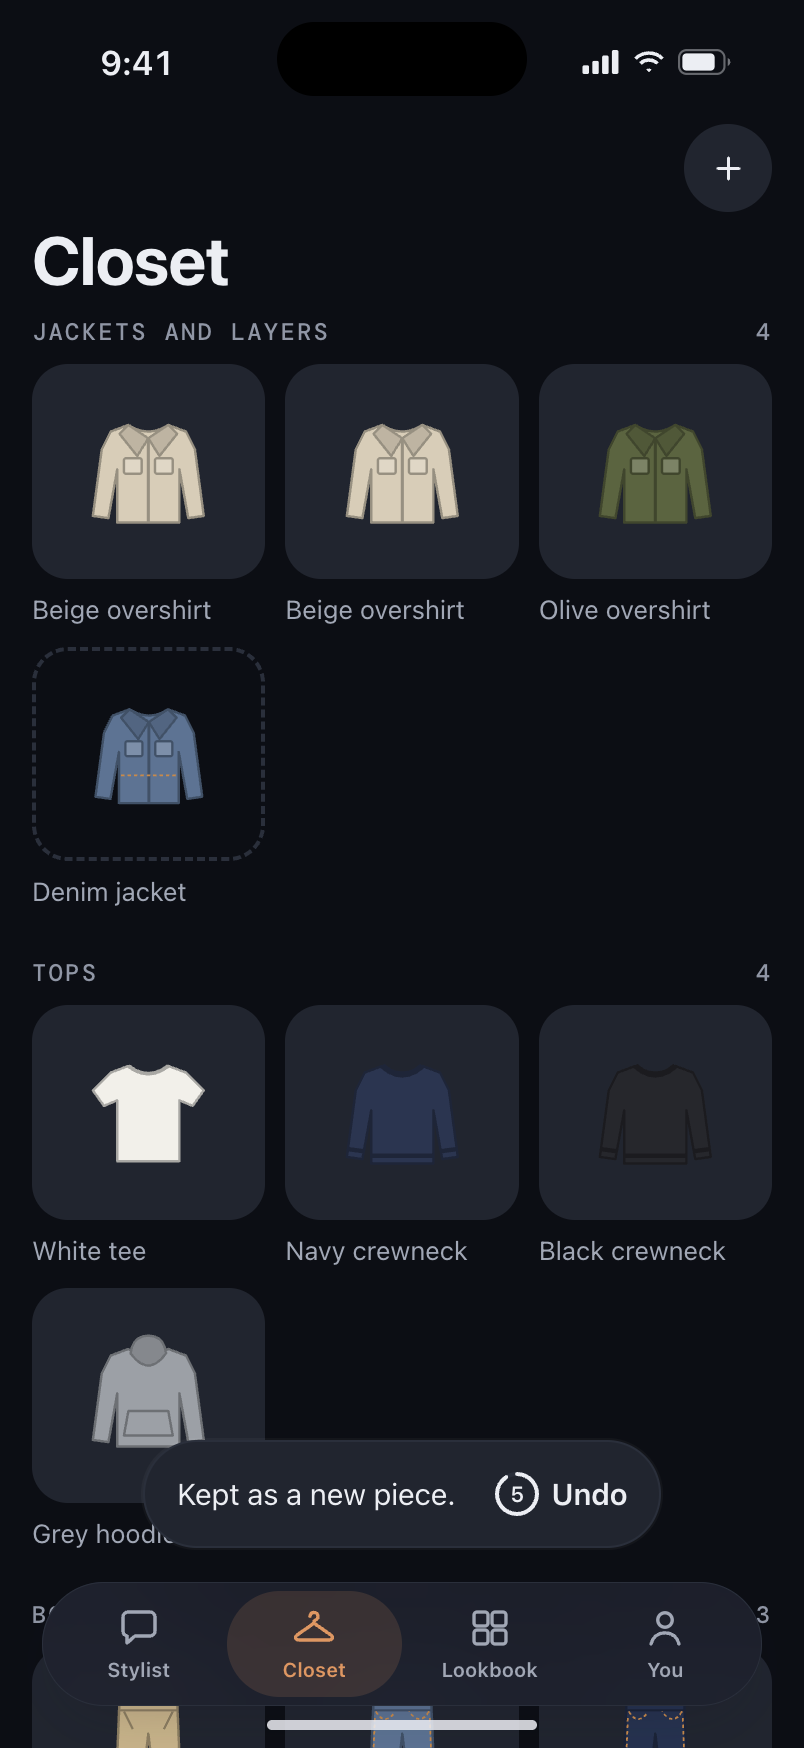 9:41
Closet
JACKETS AND LAYERS 4
Beige overshirt Beige overshirt Olive overshirt
Denim jacket
TOPS 4
White tee Navy crewneck Black crewneck
Kept as a new piece. 5 Undo
Grey
3
Stylist Closet Lookbook You